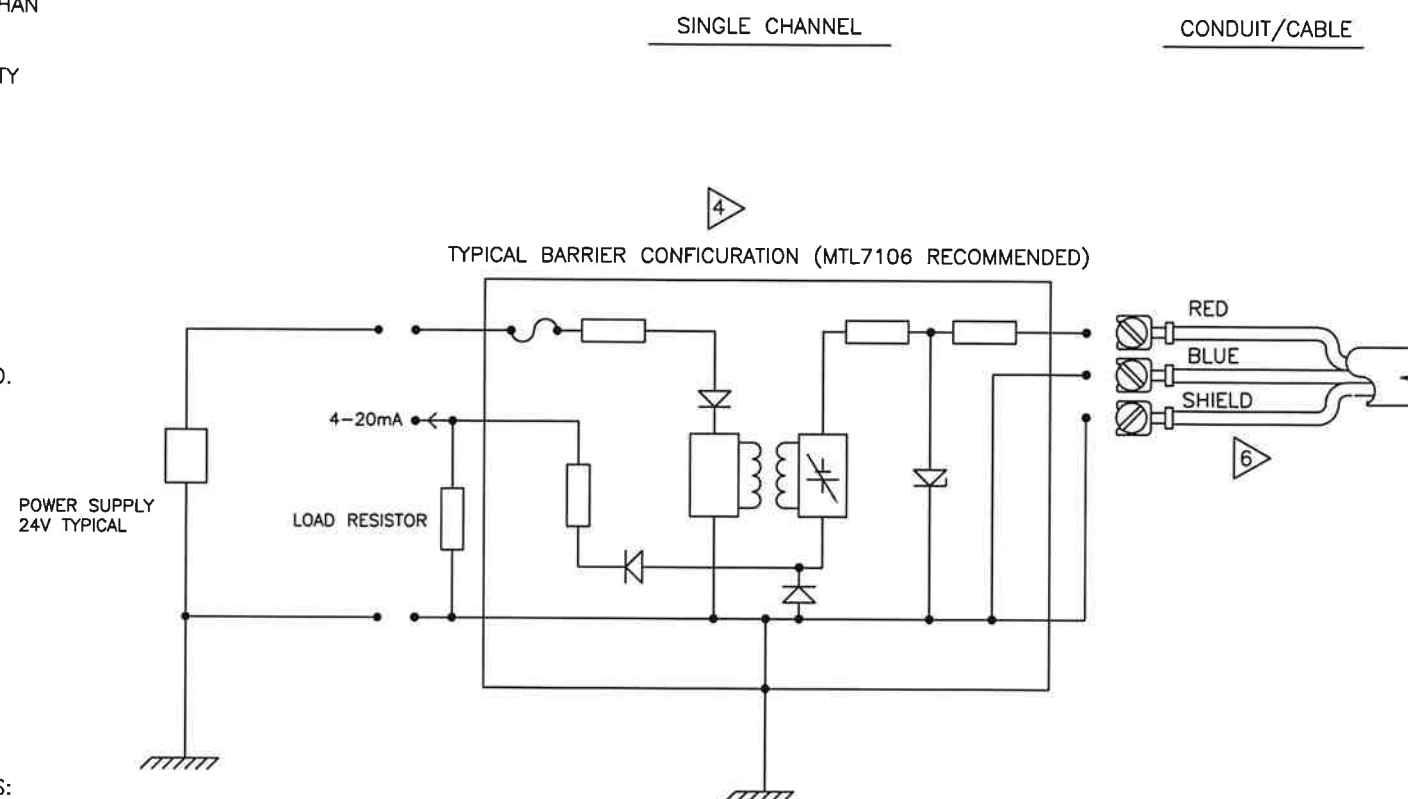 HAN
SINGLE CHANNEL
CONDUIT/CABLE
TY
4
TYPICAL BARRIER CONFICURATION (MTL7106 RECOMMENDED)
RED
BLUE
SHIELD
6
D.
4-20mA
POWER SUPPLY
24V TYPICAL
LOAD RESISTOR
S: